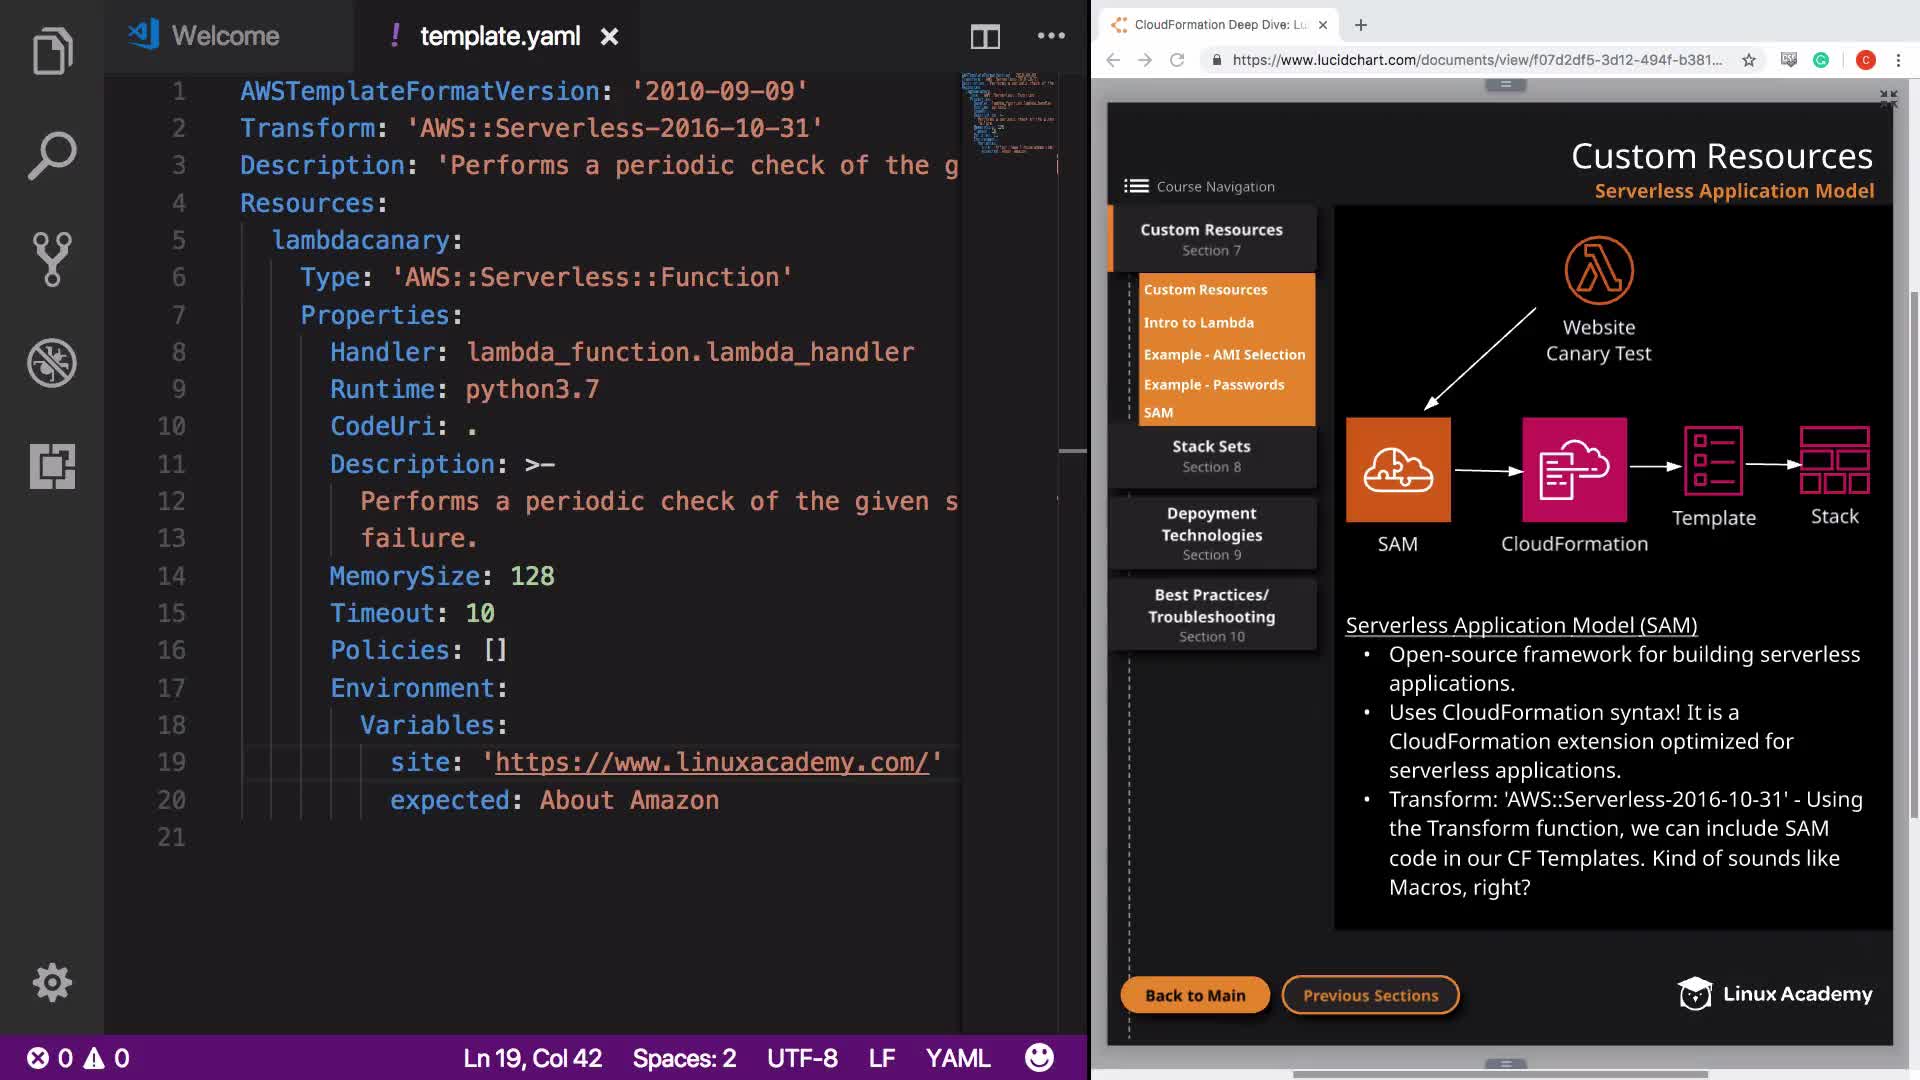 Welcome
! template.yaml
1 AWSTemplateFormatVersion: '2010-09-09'
2 Transform: 'AWS::Serverless-2016-10-31'
3 Description: 'Performs a periodic check of the g
4 Resources:
5 lambdacanary:
6 Type: 'AWS::Serverless::Function'
7 Properties:
8 Handler: lambda_function.lambda_handler
9 Runtime: python3.7
10 CodeUri: .
11 Description: >-
12 Performs a periodic check of the given s
13 failure.
14 MemorySize: 128
15 Timeout: 10
16 Policies: []
17 Environment:
18 Variables:
19 site: 'https://www.linuxacademy.com/'
20 expected: About Amazon
21
0 0 Ln 19, Col 42 Spaces: 2 UTF-8 LF YAML
CloudFormation Deep Dive: Lu
https://www.lucidchart.com/documents/view/f07d2df5-3d12-494f-b381...
C
Custom Resources
Serverless Application Model
Course Navigation
Custom Resources
Section 7
Custom Resources
Intro to Lambda
Example - AMI Selection
Example - Passwords
SAM
Stack Sets
Section 8
Depoyment
Technologies
Section 9
Best Practices/
Troubleshooting
Section 10
Website
Canary Test
SAM
CloudFormation
Template
Stack
Serverless Application Model (SAM)
• Open-source framework for building serverless
applications.
• Uses CloudFormation syntax! It is a
CloudFormation extension optimized for
serverless applications.
• Transform: 'AWS::Serverless-2016-10-31' - Using
the Transform function, we can include SAM
code in our CF Templates. Kind of sounds like
Macros, right?
Back to Main
Previous Sections
Linux Academy